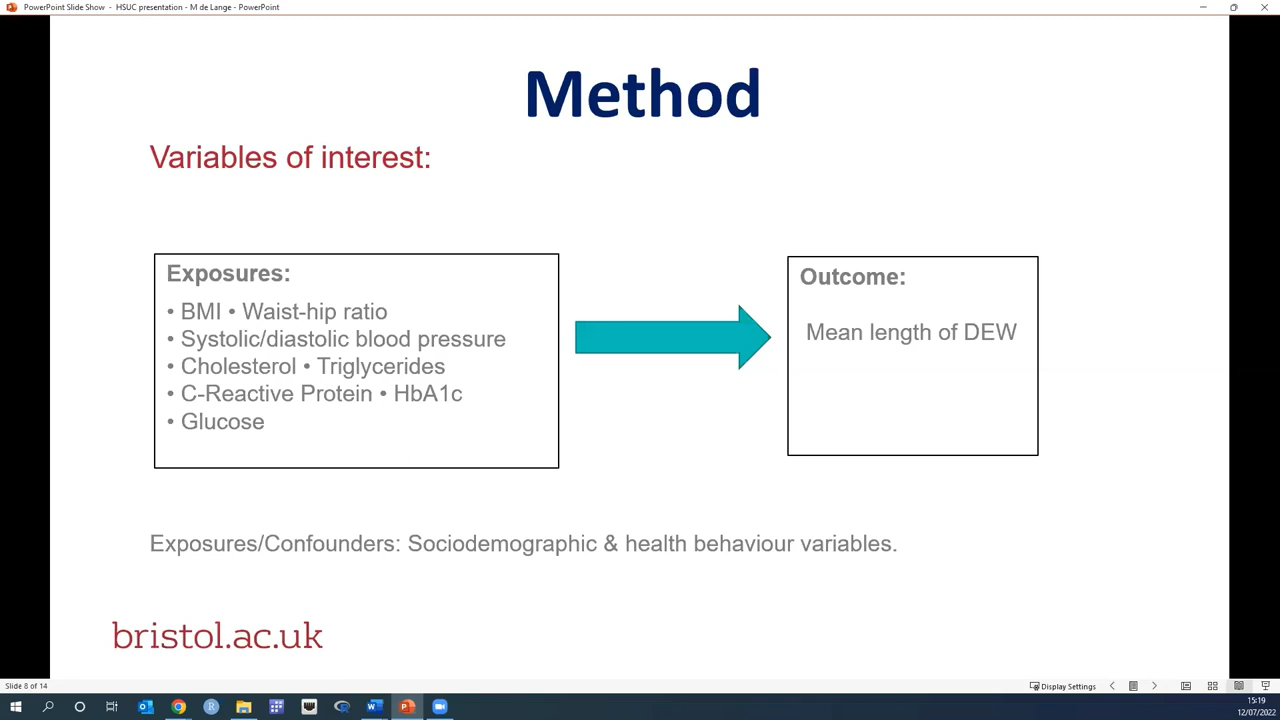 PowerPoint Slide Show - HSUC presentation - M de Lange - PowerPoint
Method
Variables of interest:
Exposures:
• BMI • Waist-hip ratio
• Systolic/diastolic blood pressure
• Cholesterol • Triglycerides
• C-Reactive Protein • HbA1c
• Glucose
Outcome:
Mean length of DEW
Exposures/Confounders: Sociodemographic & health behaviour variables.
bristol.ac.uk
Slide 8 of 14
Display Settings
15:19
12/07/2022